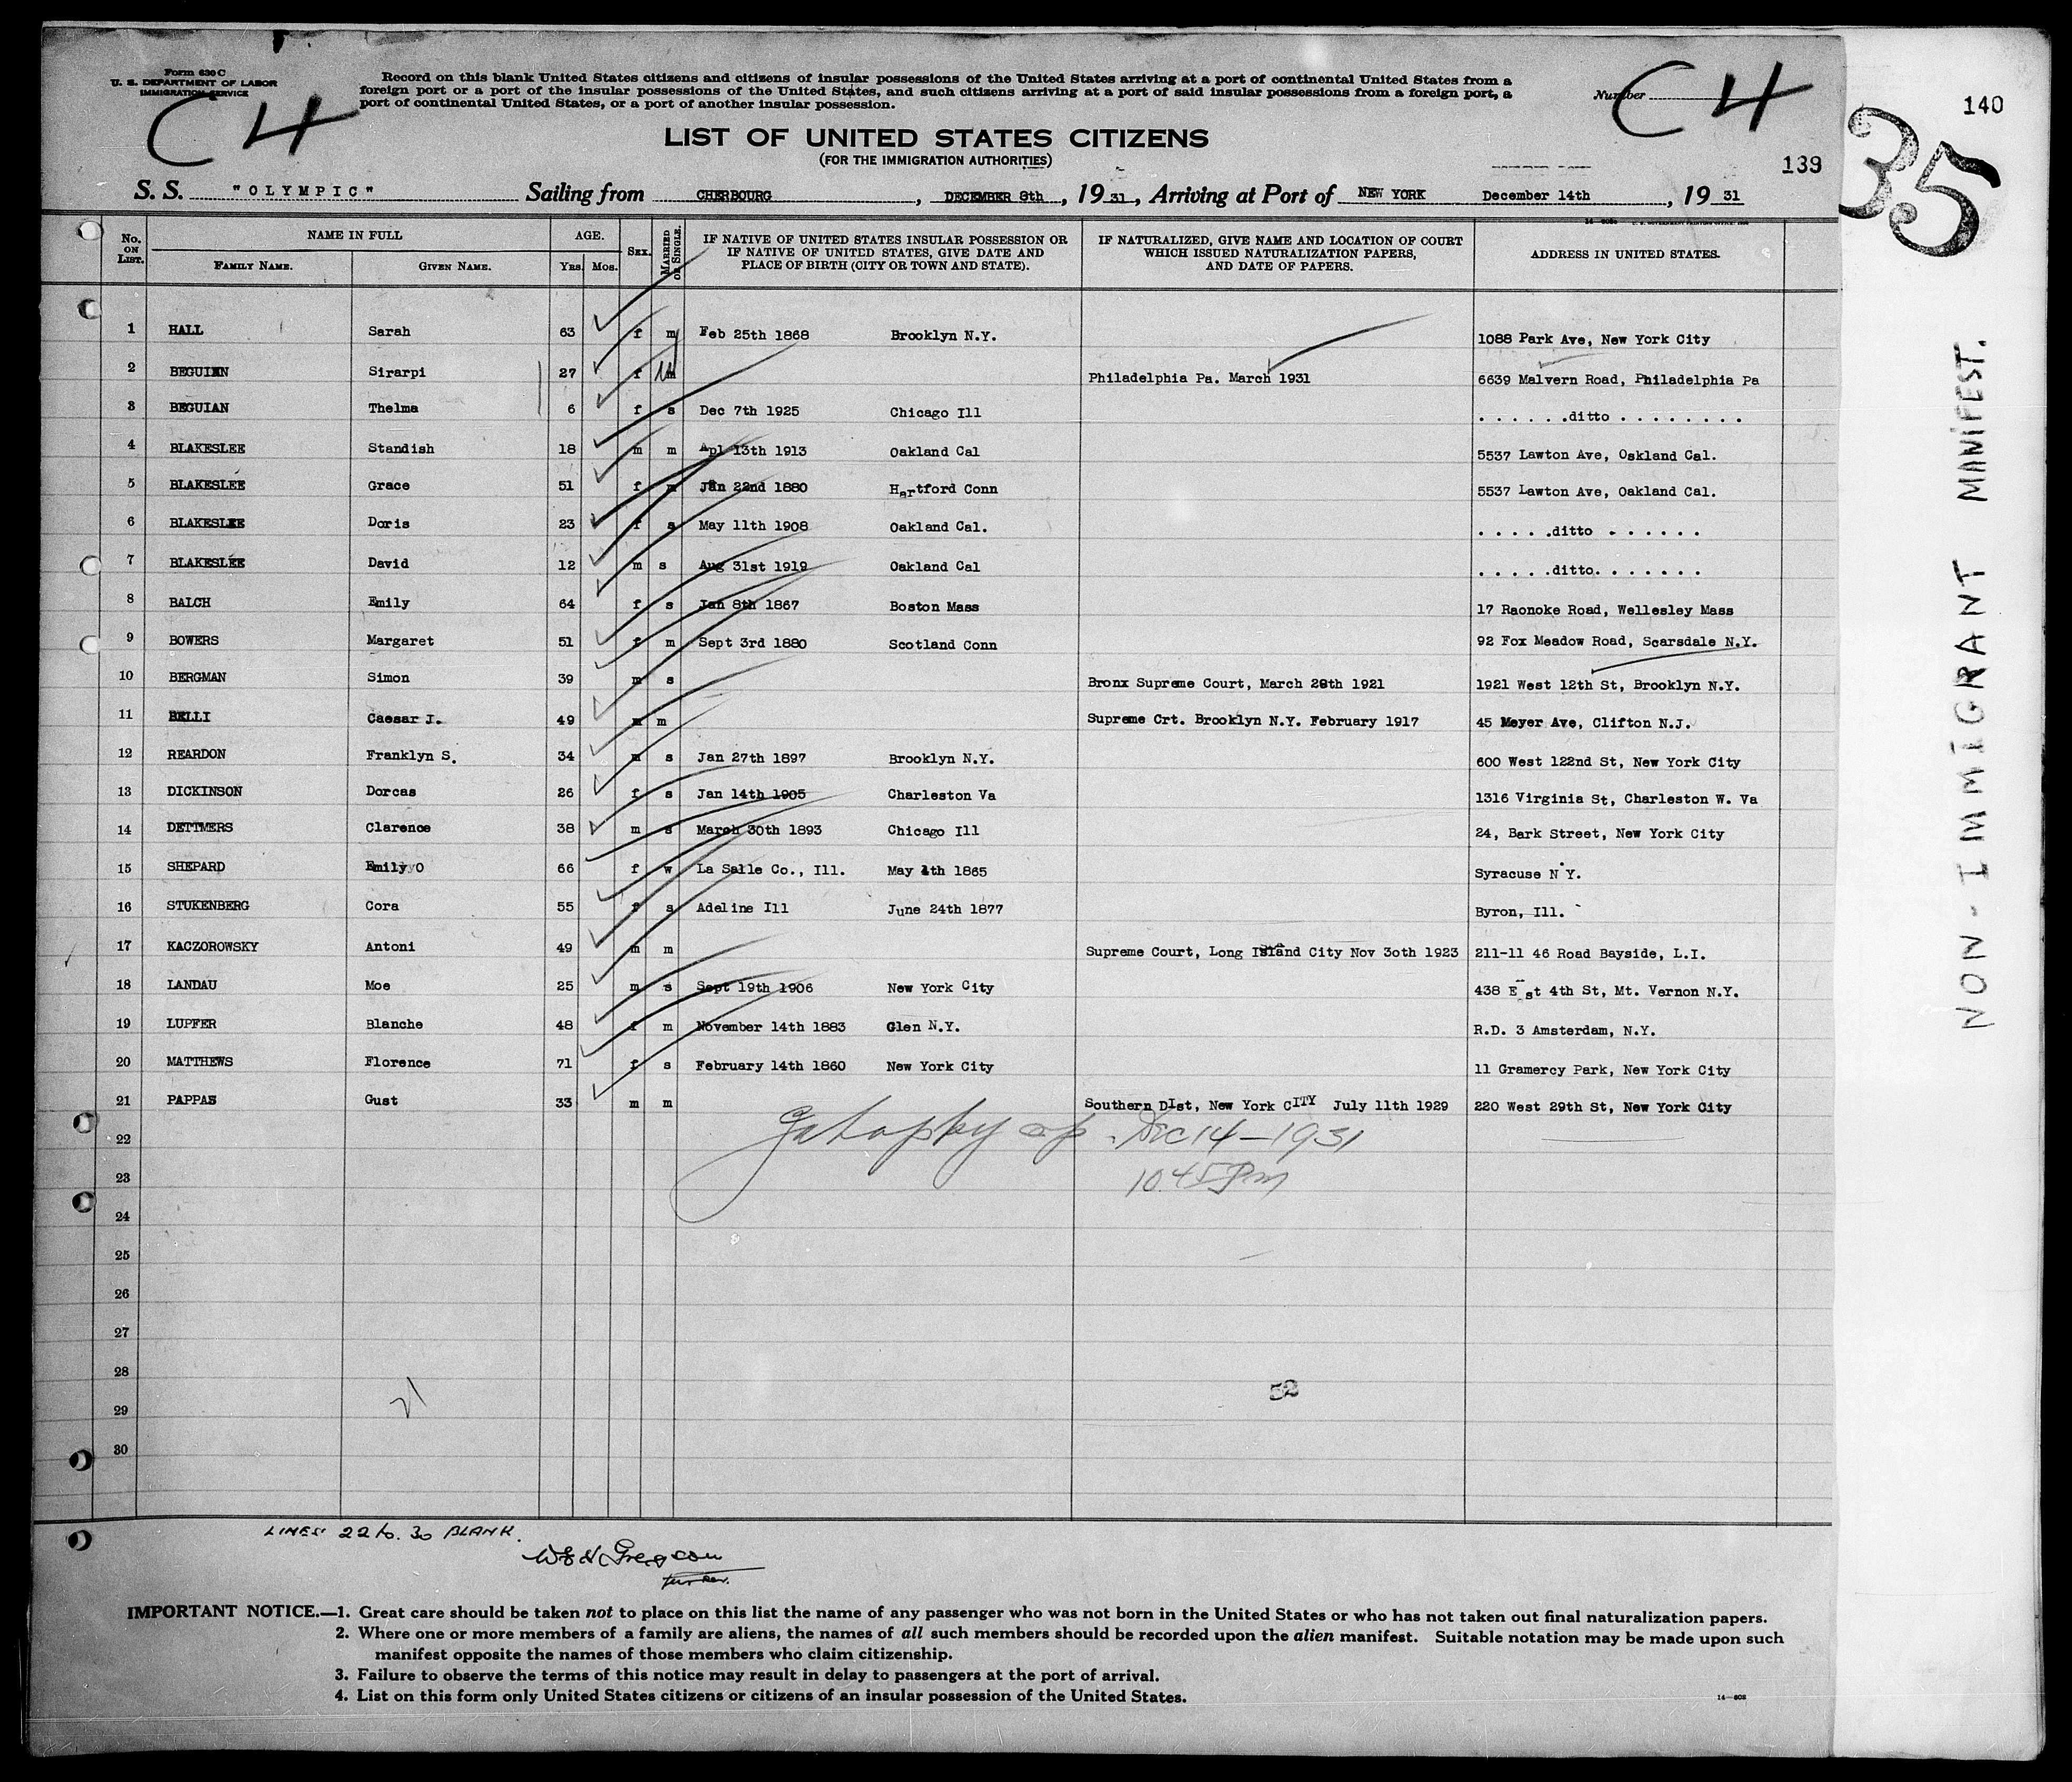 Form 630 C
U. S. DEPARTMENT OF LABOR
IMMIGRATION SERVICE
C 4
Record on this blank United States citizens and citizens of insular possessions of the United States arriving at a port of continental United States from a
foreign port or a port of the insular possessions of the United States, and such citizens arriving at a port of said insular possessions from a foreign port, a
port of continental United States, or a port of another insular possession.
Number
C 4
140
35
LIST OF UNITED STATES CITIZENS
(FOR THE IMMIGRATION AUTHORITIES)
139
S. S. "OLYMPIC" Sailing from CHERBOURG, DECEMBER 8th, 1931, Arriving at Port of NEW YORK December 14th, 1931
No. ON LIST. NAME IN FULL FAMILY NAME. GIVEN NAME. AGE. YRS. MOS. SEX. MARRIED OR SINGLE. IF NATIVE OF UNITED STATES INSULAR POSSESSION OR IF NATIVE OF UNITED STATES, GIVE DATE AND PLACE OF BIRTH (CITY OR TOWN AND STATE). IF NATURALIZED, GIVE NAME AND LOCATION OF COURT WHICH ISSUED NATURALIZATION PAPERS, AND DATE OF PAPERS. ADDRESS IN UNITED STATES.
1 HALL Sarah 63 f m Feb 25th 1868 Brooklyn N.Y. 1088 Park Ave, New York City
2 BEGUIAN Sirarpi 27 f m Philadelphia Pa. March 1931 6639 Malvern Road, Philadelphia Pa
3 BEGUIAN Thelma 6 f s Dec 7th 1925 Chicago Ill . . . . . . .ditto . . . . . . . . .
4 BLAKESLEE Standish 18 m m Apl 13th 1913 Oakland Cal 5537 Lawton Ave, Oakland Cal.
5 BLAKESLEE Grace 51 f m Jan 22nd 1880 Hartford Conn 5537 Lawton Ave, Oakland Cal.
6 BLAKESLEE Doris 23 f s May 11th 1908 Oakland Cal. . . . . . .ditto . . . . . . .
7 BLAKESLEE David 12 m s Aug 31st 1919 Oakland Cal . . . . . .ditto. . . . . . .
8 BALCH Emily 64 f s Jan 8th 1867 Boston Mass 17 Raonoke Road, Wellesley Mass
9 BOWERS Margaret 51 f m Sept 3rd 1880 Scotland Conn 92 Fox Meadow Road, Scarsdale N.Y.
10 BERGMAN Simon 39 m s Bronx Supreme Court, March 28th 1921 1921 West 12th St, Brooklyn N.Y.
11 BELLI Caesar I. 49 m m Supreme Crt. Brooklyn N.Y. February 1917 45 Meyer Ave, Clifton N.J.
12 REARDON Franklyn S. 34 m s Jan 27th 1897 Brooklyn N.Y. 600 West 122nd St, New York City
13 DICKINSON Dorcas 26 f s Jan 14th 1905 Charleston Va 1316 Virginia St, Charleston W. Va
14 DETTMERS Clarence 38 m s March 30th 1893 Chicago Ill 24, Bark Street, New York City
15 SHEPARD Emily O 66 f w La Salle Co., Ill. May 4th 1865 Syracuse N Y.
16 STUKENBERG Cora 55 f s Adeline Ill June 24th 1877 Byron, Ill.
17 KACZOROWSKY Antoni 49 m m Supreme Court, Long Island City Nov 3oth 1923 211-11 46 Road Bayside, L.I.
18 LANDAU Moe 25 m s Sept 19th 1906 New York City 438 E st 4th St, Mt. Vernon N.Y.
19 LUPFER Blanche 48 f m November 14th 1883 Glen N.Y. R.D. 3 Amsterdam, N.Y.
20 MATTHEWS Florence 71 f s February 14th 1860 New York City 11 Gramercy Park, New York City
21 PAPPAS Gust 33 m m Southern DIst, New York CITY July 11th 1929 220 West 29th St, New York City
22
Dec 14 - 1931
23
10.45 Pm
24
25
26
27
28
21
52
29
30
LINES 22 to 30 BLANK.
IMPORTANT NOTICE.—1. Great care should be taken not to place on this list the name of any passenger who was not born in the United States or who has not taken out final naturalization papers.
2. Where one or more members of a family are aliens, the names of all such members should be recorded upon the alien manifest. Suitable notation may be made upon such
manifest opposite the names of those members who claim citizenship.
3. Failure to observe the terms of this notice may result in delay to passengers at the port of arrival.
4. List on this form only United States citizens or citizens of an insular possession of the United States.
NON-IMMIGRANT MANIFEST.